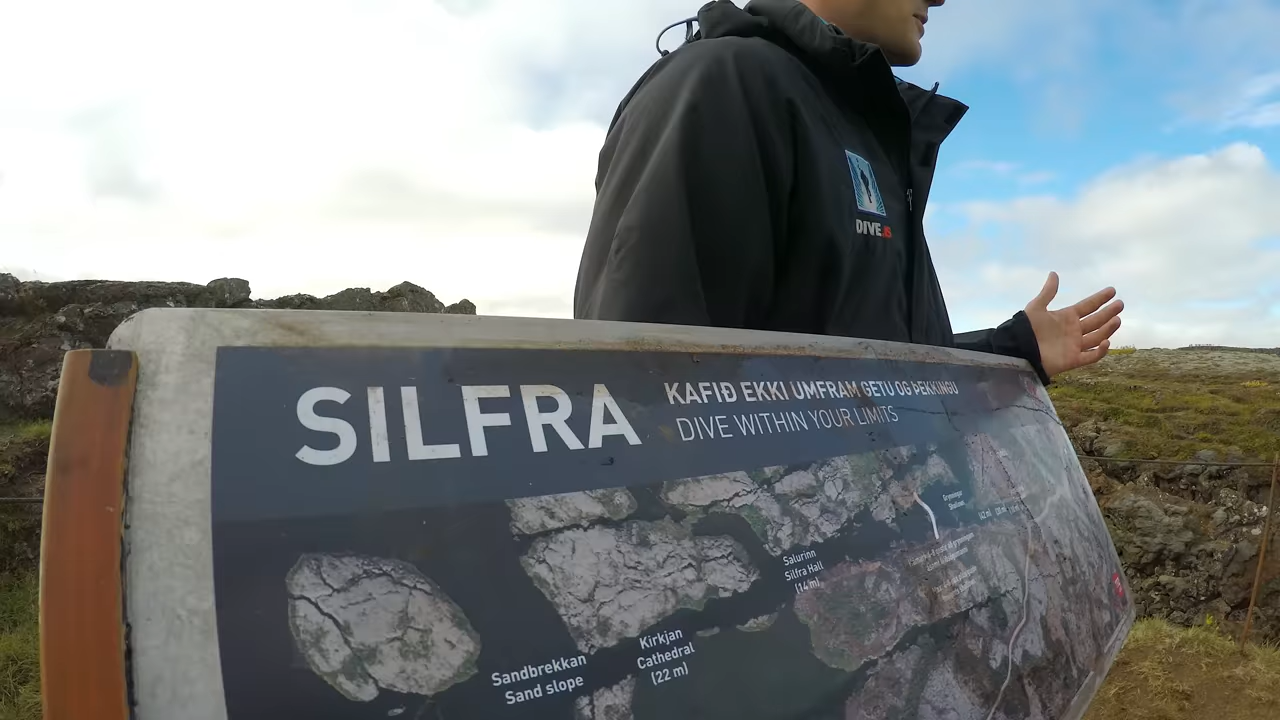 DIVE.IS
SILFRA
KAFIÐ EKKI UMFRAM GETU OG ÞEKKINGU
DIVE WITHIN YOUR LIMITS
Salurinn
Silfra Hall
(14 m)
Kirkjan
Cathedral
(22 m)
Sandbrekkan
Sand slope